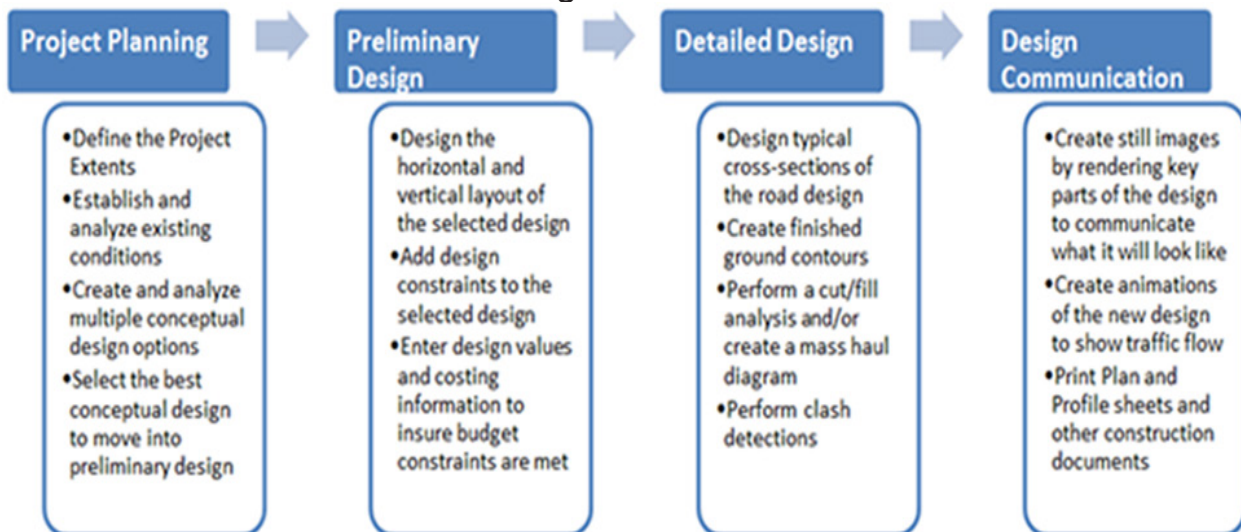 Project Planning
•Define the Project
Extents
•Establish and
analyze existing
conditions
•Create and analyze
multiple conceptual
design options
•Select the best
conceptual design
to move into
preliminary design
Preliminary
Design
•Design the
horizontal and
vertical layout of
the selected design
•Add design
constraints to the
selected design
•Enter design values
and costing
information to
insure budget
constraints are met
Detailed Design
•Design typical
cross-sections of
the road design
•Create finished
ground contours
•Perform a cut/fill
analysis and/or
create a mass haul
diagram
•Perform clash
detections
Design
Communication
•Create still images
by rendering key
parts of the design
to communicate
what it will look like
•Create animations
of the new design
to show traffic flow
•Print Plan and
Profile sheets and
other construction
documents